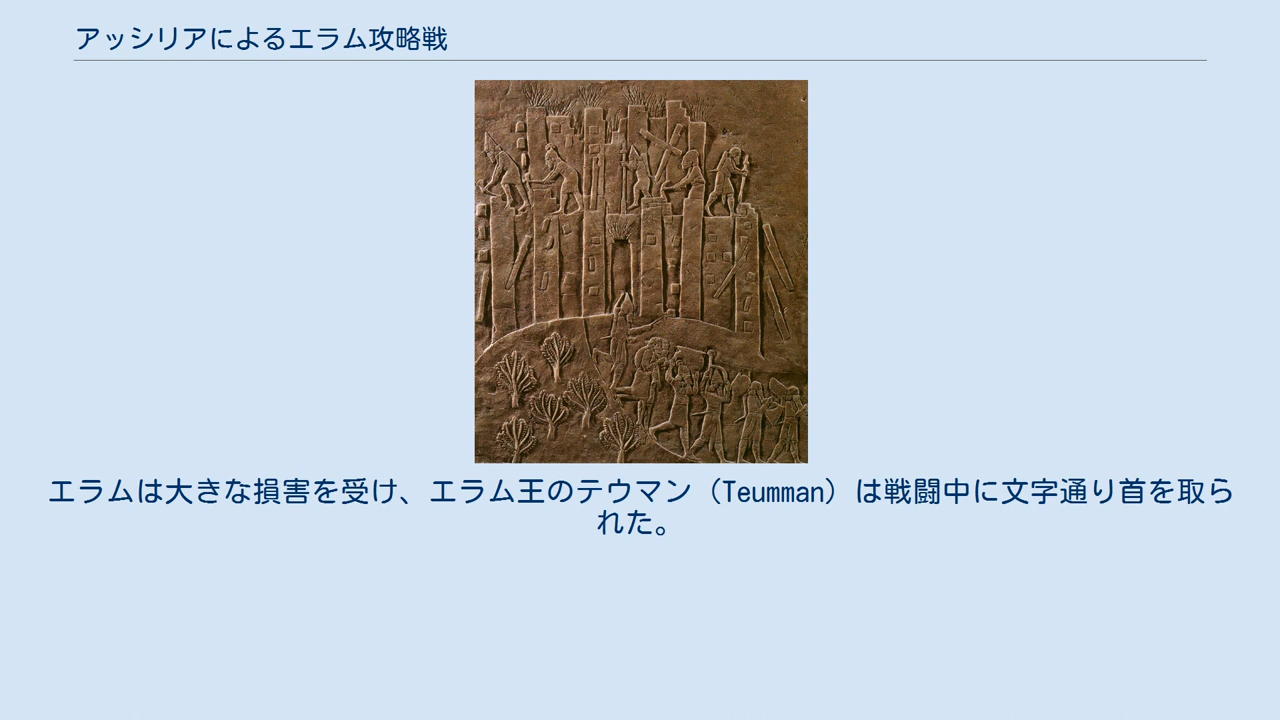 アッシリアによるエラム攻略戦
エラムは大きな損害を受け、エラム王のテウマン（Teumman）は戦闘中に文字通り首を取ら
れた。